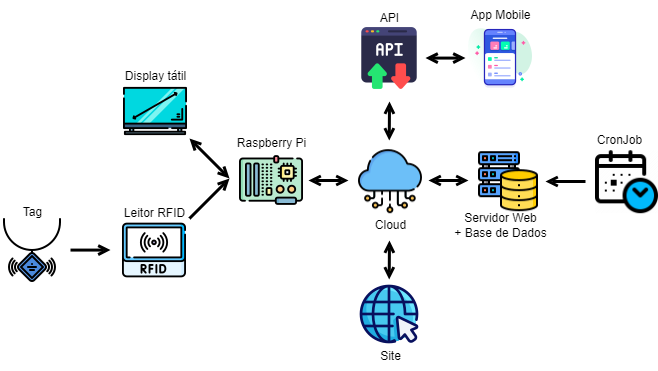 API
App Mobile
API
Display tátil
Raspberry Pi
CronJob
Tag
Leitor RFID
RFID
Cloud
Servidor Web
+ Base de Dados
Site